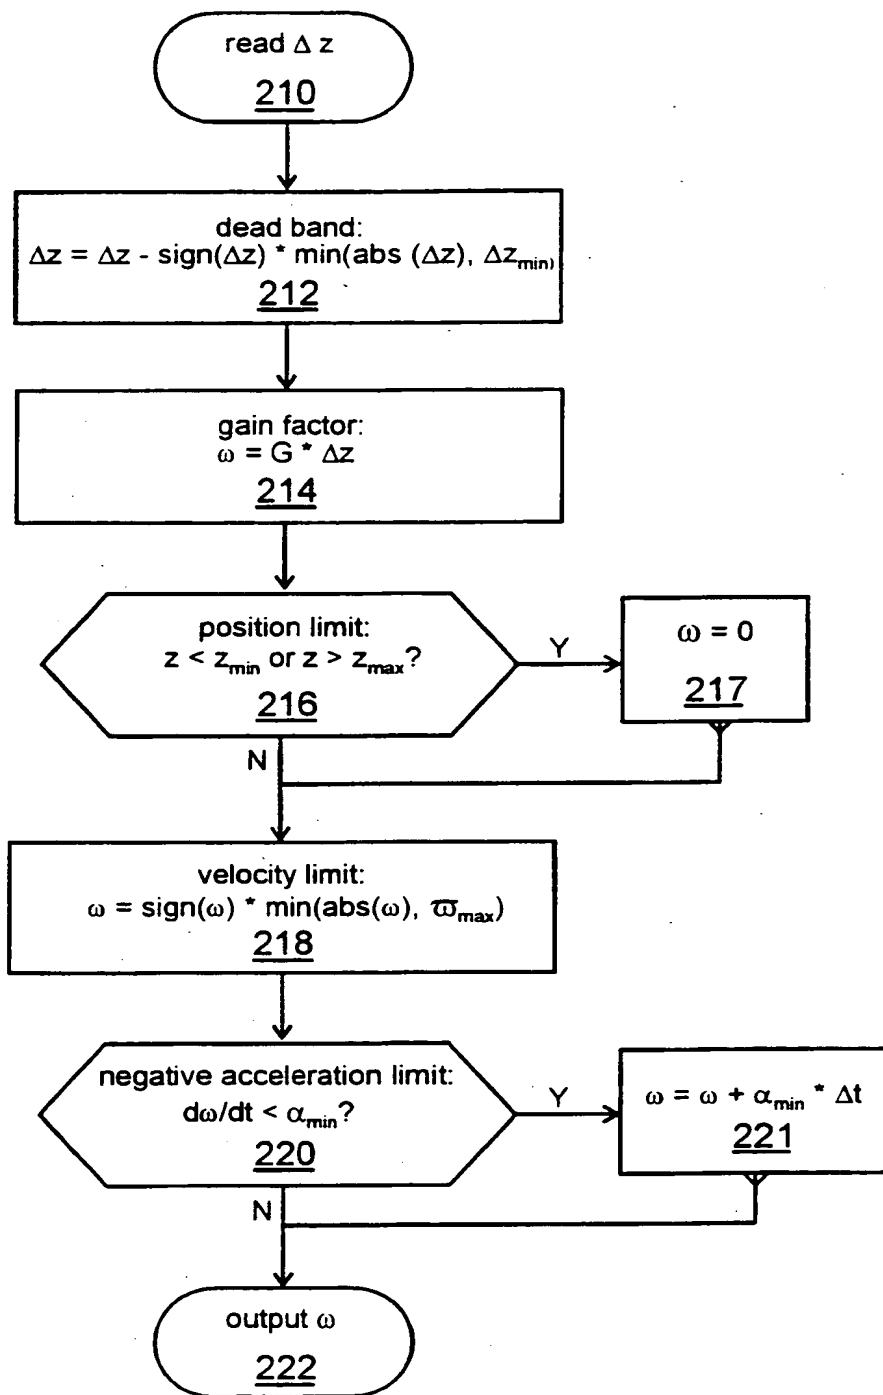 read Δ z
210
dead band:
Δz = Δz - sign(Δz) * min(abs (Δz), Δz_min)
212
gain factor:
ω = G * Δz
214
position limit:
z < z_min or z > z_max?
216
Y
ω = 0
217
N
velocity limit:
ω = sign(ω) * min(abs(ω), ϖ_max)
218
negative acceleration limit:
dω/dt < α_min?
220
Y
ω = ω + α_min * Δt
221
N
output ω
222